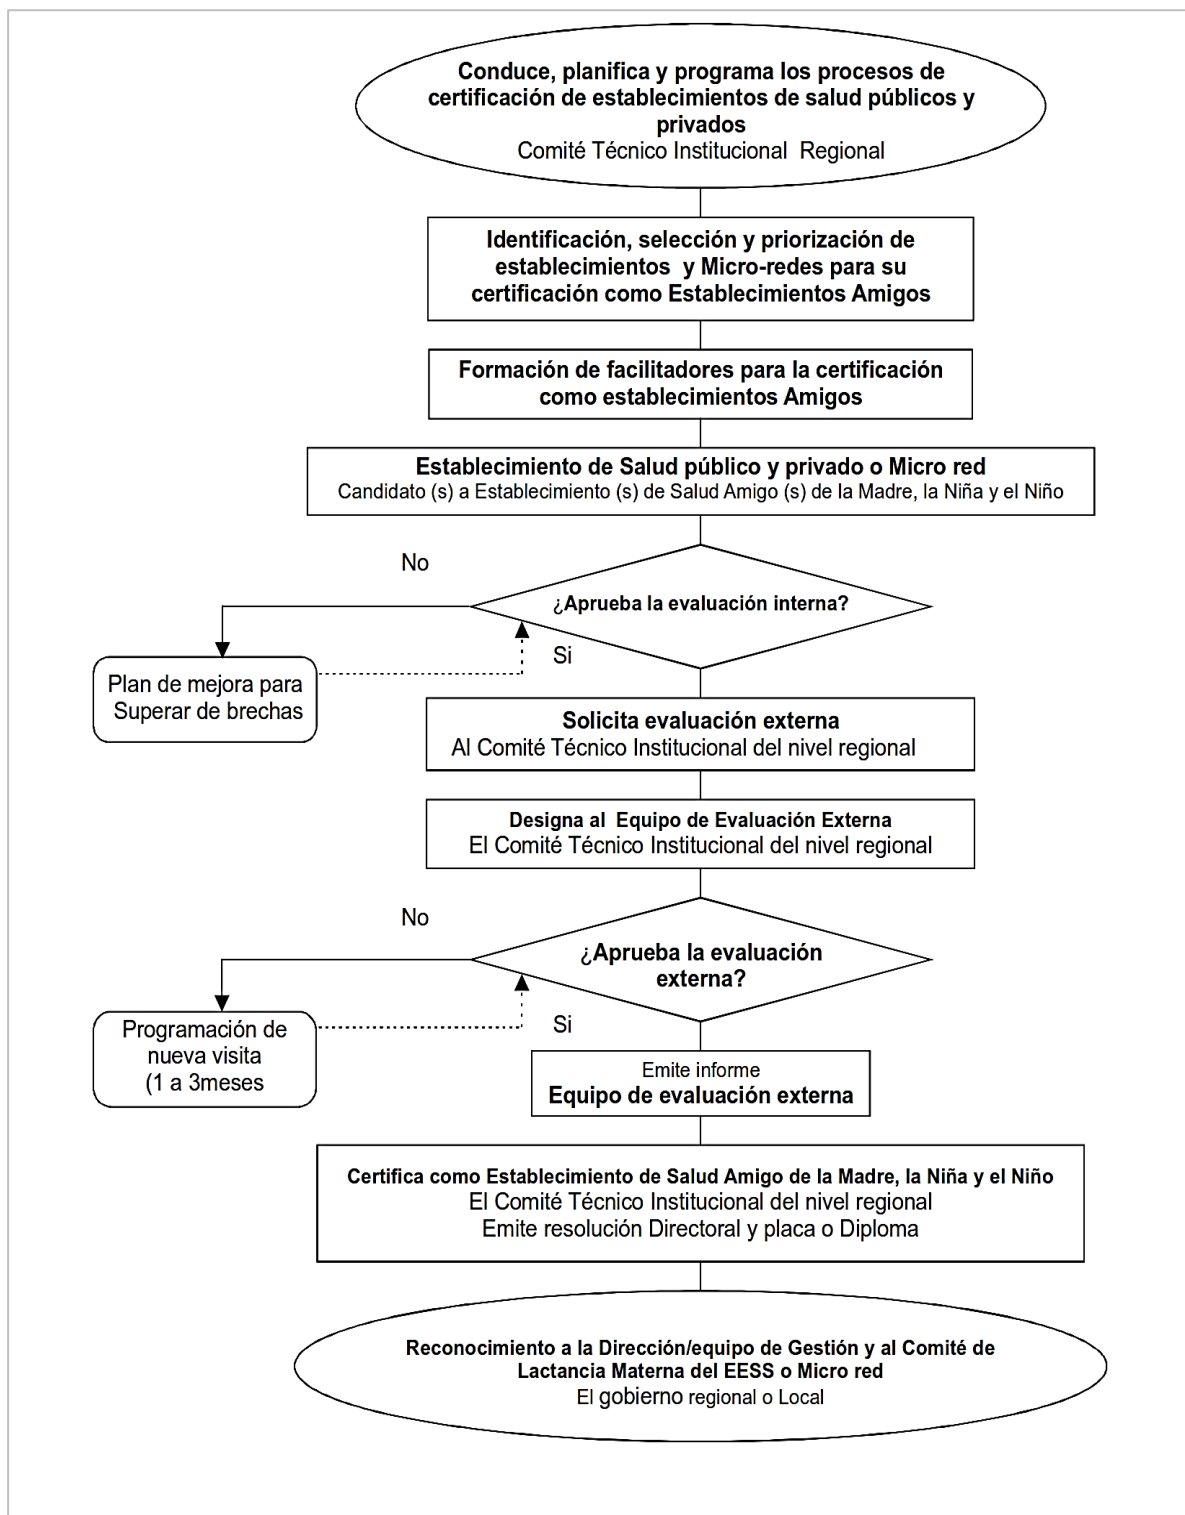 Conduce, planifica y programa los procesos de
certificación de establecimientos de salud públicos y
privados
Comité Técnico Institucional Regional
Identificación, selección y priorización de
establecimientos y Micro-redes para su
certificación como Establecimientos Amigos
Formación de facilitadores para la certificación
como establecimientos Amigos
Establecimiento de Salud público y privado o Micro red
Candidato (s) a Establecimiento (s) de Salud Amigo (s) de la Madre, la Niña y el Niño
No
¿Aprueba la evaluación interna?
Si
Plan de mejora para
Superar de brechas
Solicita evaluación externa
Al Comité Técnico Institucional del nivel regional
Designa al Equipo de Evaluación Externa
El Comité Técnico Institucional del nivel regional
No
¿Aprueba la evaluación
externa?
Si
Programación de
nueva visita
(1 a 3meses
Emite informe
Equipo de evaluación externa
Certifica como Establecimiento de Salud Amigo de la Madre, la Niña y el Niño
El Comité Técnico Institucional del nivel regional
Emite resolución Directoral y placa o Diploma
Reconocimiento a la Dirección/equipo de Gestión y al Comité de
Lactancia Materna del EESS o Micro red
El gobierno regional o Local